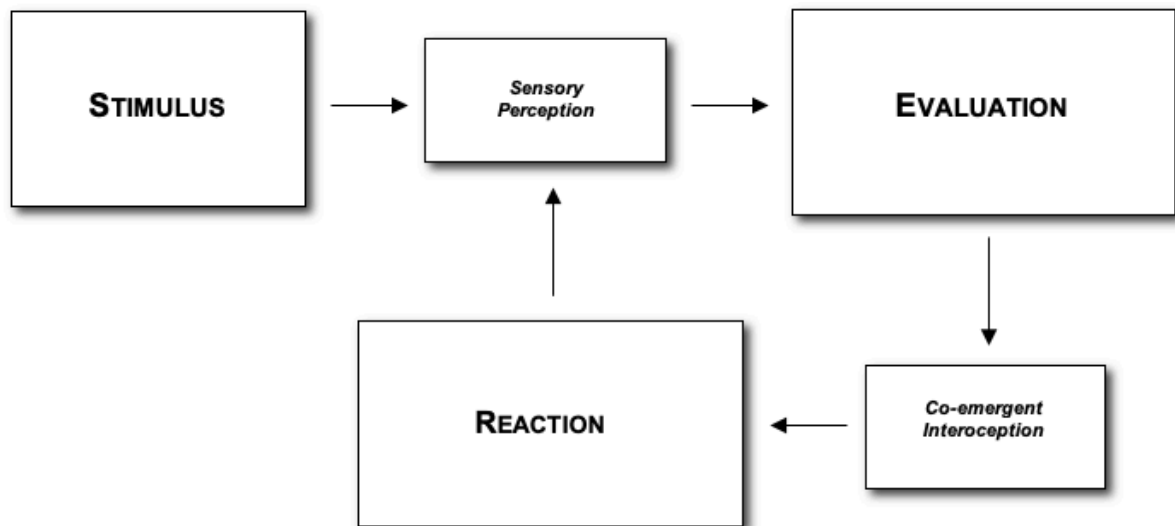 STIMULUS
Sensory
Perception
EVALUATION
REACTION
Co-emergent
Interoception